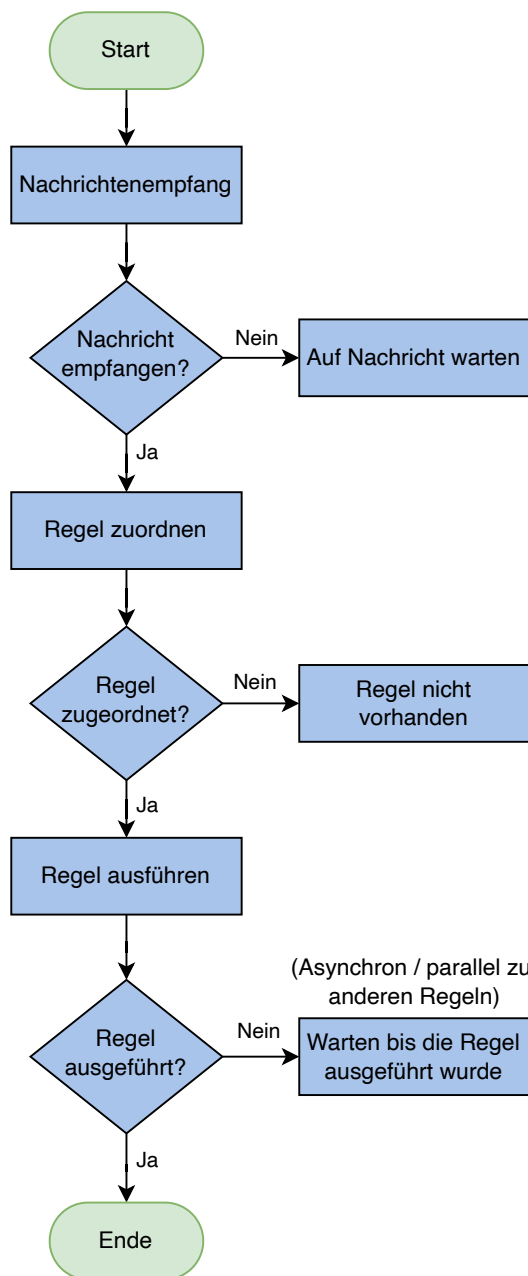 Start
Nachrichtenempfang
Nachricht
empfangen?
Nein
Auf Nachricht warten
Ja
Regel zuordnen
Regel
zugeordnet?
Nein
Regel nicht
vorhanden
Ja
Regel ausführen
(Asynchron / parallel zu
anderen Regeln)
Regel
ausgeführt?
Nein
Warten bis die Regel
ausgeführt wurde
Ja
Ende